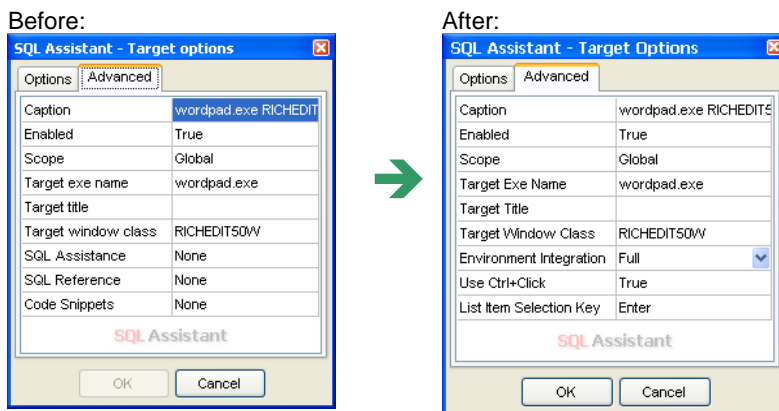 Before:
SQL Assistant - Target options
Options Advanced
Caption wordpad.exe RICHEDIT
Enabled True
Scope Global
Target exe name wordpad.exe
Target title
Target window class RICHEDIT50W
SQL Assistance None
SQL Reference None
Code Snippets None
SQL Assistant
OK Cancel
After:
SQL Assistant - Target Options
Options Advanced
Caption wordpad.exe RICHEDIT5
Enabled True
Scope Global
Target Exe Name wordpad.exe
Target Title
Target Window Class RICHEDIT50W
Environment Integration Full
Use Ctrl+Click True
List Item Selection Key Enter
SQL Assistant
OK Cancel